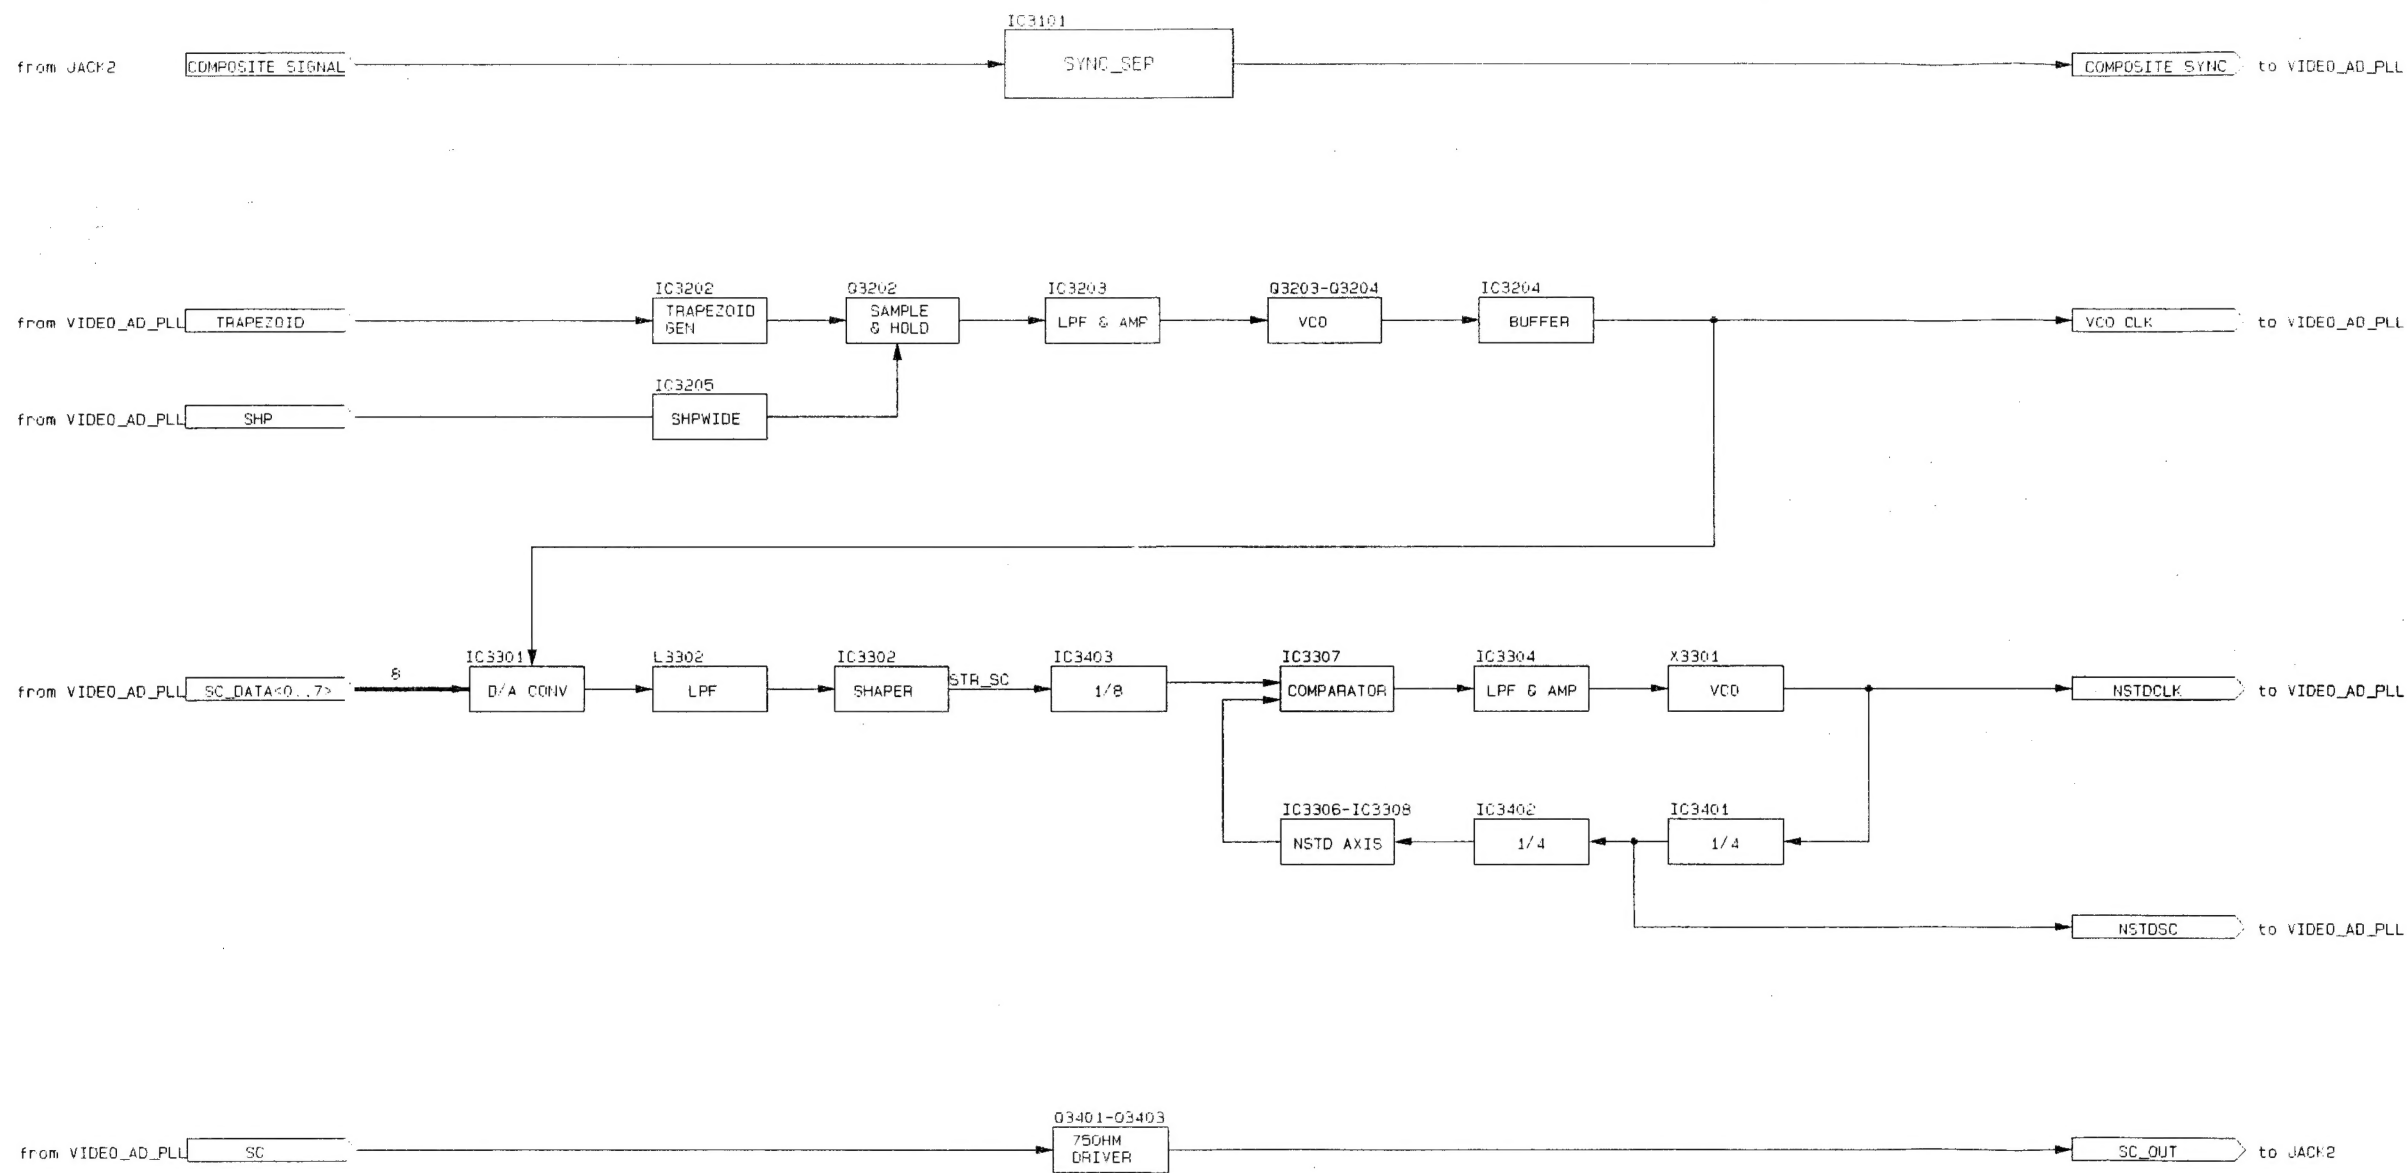 IC3101
from JACK2 COMPOSITE SIGNAL SYNC_SEP COMPOSITE SYNC to VIDEO_AD_PLL
IC3202 Q3202 IC3203 Q3203-Q3204 IC3204
from VIDEO_AD_PLL TRAPEZOID TRAPEZOID GEN SAMPLE & HOLD LPF & AMP VCO BUFFER VCO CLK to VIDEO_AD_PLL
IC3205
from VIDEO_AD_PLL SHP SHPWIDE
IC3301 L3302 IC3302 IC3403 IC3307 IC3304 X3301
from VIDEO_AD_PLL SC_DATA<0..7> 8 D/A CONV LPF SHAPER STR_SC 1/8 COMPARATOR LPF & AMP VCO NSTDCLK to VIDEO_AD_PLL
IC3306-IC3308 IC3402 IC3401
NSTD AXIS 1/4 1/4
NSTDSC to VIDEO_AD_PLL
Q3401-Q3403
from VIDEO_AD_PLL SC 75OHM DRIVER SC_OUT to JACK2